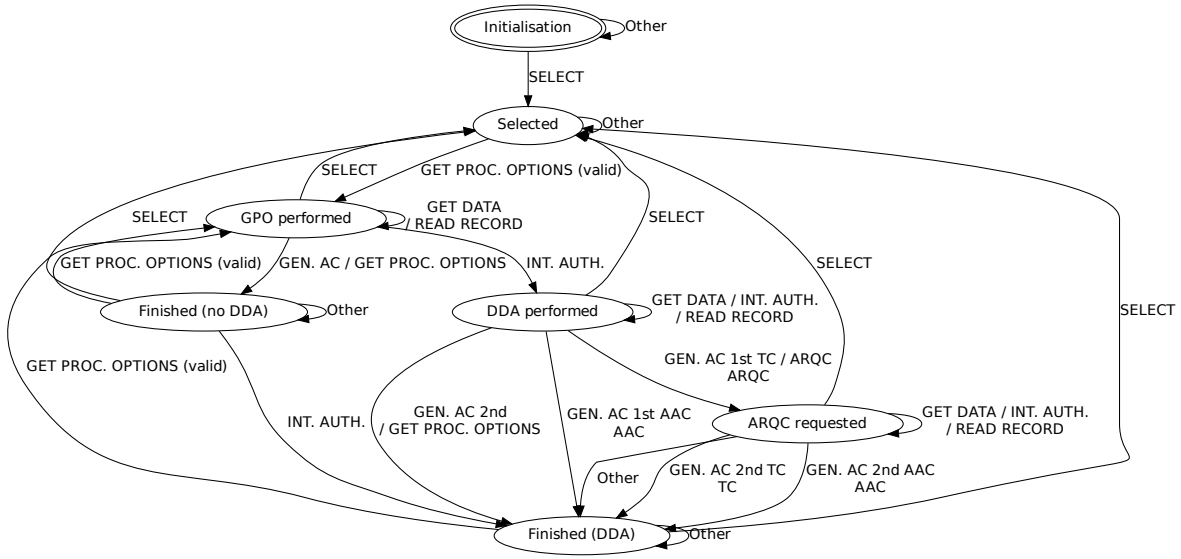 Initialisation
Other
SELECT
Selected
Other
SELECT
GET PROC. OPTIONS (valid)
GPO performed
GET DATA
/ READ RECORD
SELECT
SELECT
GET PROC. OPTIONS (valid)
GEN. AC / GET PROC. OPTIONS
INT. AUTH.
SELECT
Finished (no DDA)
Other
DDA performed
GET DATA / INT. AUTH.
/ READ RECORD
SELECT
GET PROC. OPTIONS (valid)
GEN. AC 1st TC / ARQC
ARQC
INT. AUTH.
GEN. AC 2nd
/ GET PROC. OPTIONS
GEN. AC 1st AAC
AAC
ARQC requested
GET DATA / INT. AUTH.
/ READ RECORD
Other
GEN. AC 2nd TC
TC
GEN. AC 2nd AAC
AAC
Finished (DDA)
Other